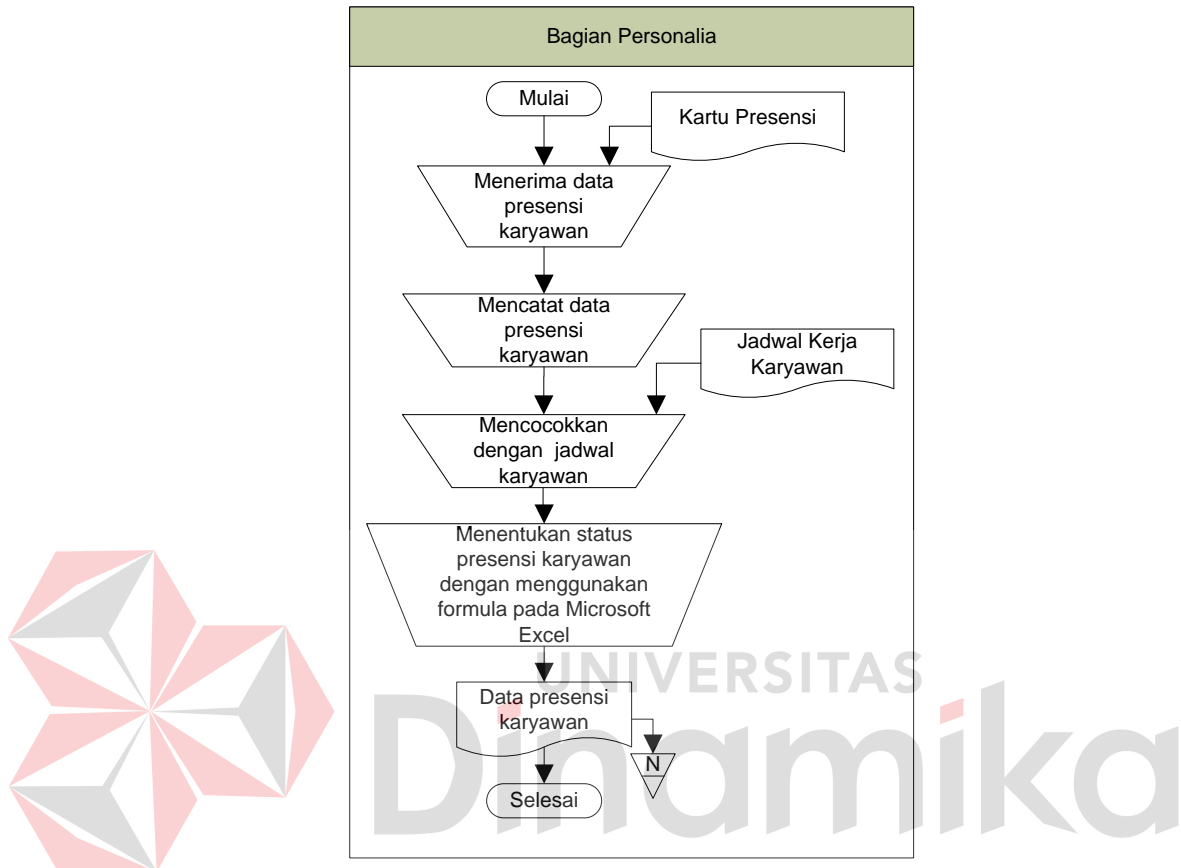 Bagian Personalia
Mulai
Kartu Presensi
Menerima data
presensi
karyawan
Mencatat data
presensi
karyawan
Jadwal Kerja
Karyawan
Mencocokkan
dengan jadwal
karyawan
Menentukan status
presensi karyawan
dengan menggunakan
formula pada Microsoft
Excel
UNIVERSITAS
Dinamika
Data presensi
karyawan
N
Selesai